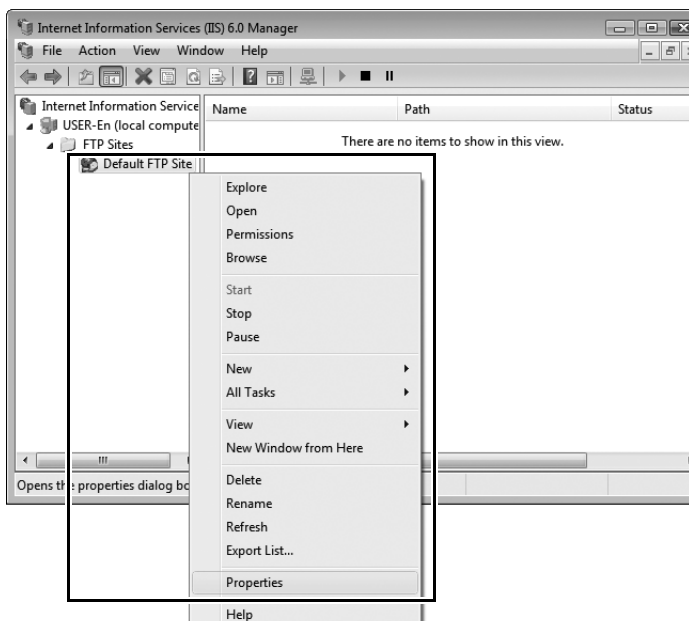 Internet Information Services (IIS) 6.0 Manager
File Action View Window Help
Internet Information Service
Name Path Status
USER-En (local compute
FTP Sites
There are no items to show in this view.
Default FTP Site
Explore
Open
Permissions
Browse
Start
Stop
Pause
New
All Tasks
View
New Window from Here
Delete
Opens the properties dialog bo
Rename
Refresh
Export List...
Properties
Help